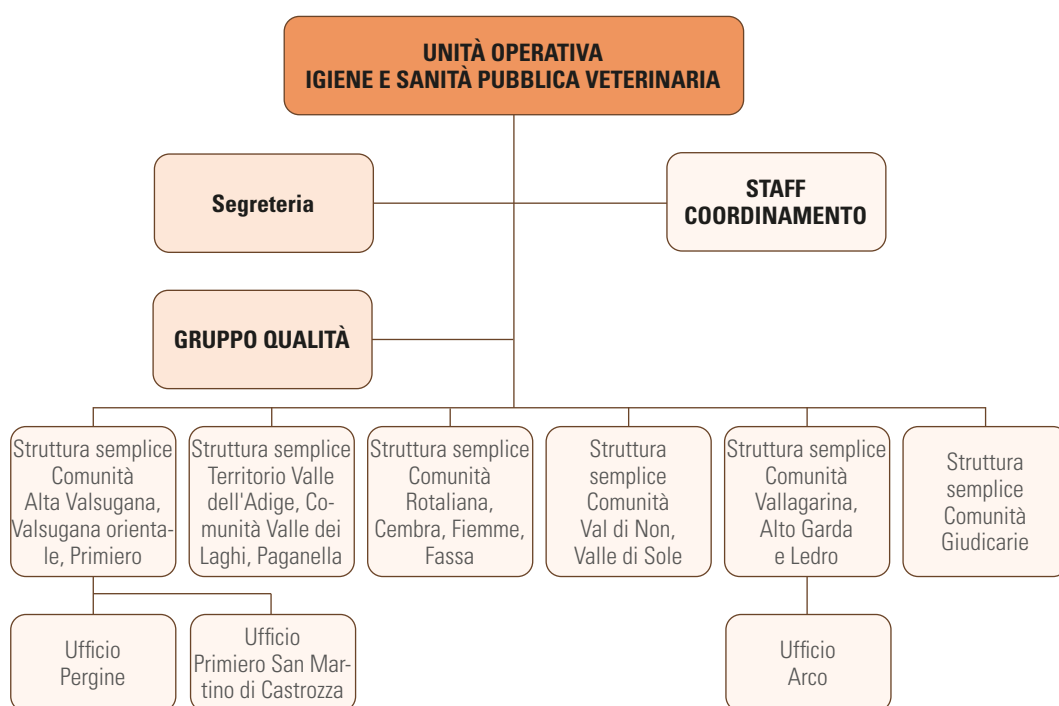 UNITÀ OPERATIVA
IGIENE E SANITÀ PUBBLICA VETERINARIA
Segreteria
STAFF
COORDINAMENTO
GRUPPO QUALITÀ
Struttura semplice
Comunità
Alta Valsugana,
Valsugana orienta-
le, Primiero
Struttura semplice
Territorio Valle
dell'Adige, Co-
munità Valle dei
Laghi, Paganella
Struttura semplice
Comunità
Rotaliana,
Cembra, Fiemme,
Fassa
Struttura
semplice
Comunità
Val di Non,
Valle di Sole
Struttura semplice
Comunità
Vallagarina,
Alto Garda
e Ledro
Struttura
semplice
Comunità
Giudicarie
Ufficio
Pergine
Ufficio
Primiero San Mar-
tino di Castrozza
Ufficio
Arco